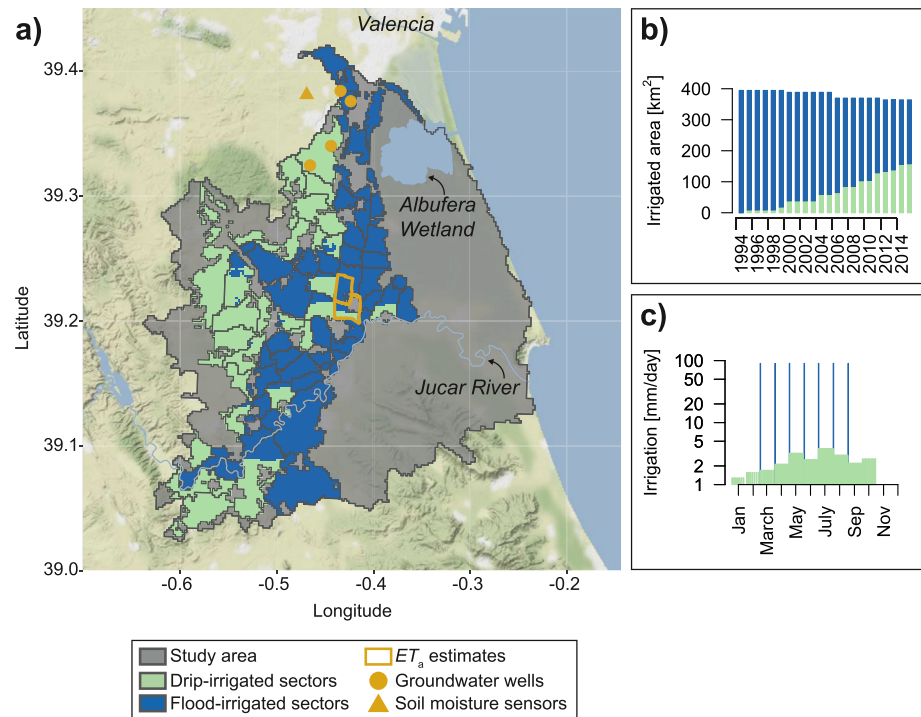 a)
Valencia
39.4
39.3
39.2
39.1
39.0
Latitude
Albufera
Wetland
Jucar River
-0.6
-0.5
-0.4
-0.3
-0.2
Longitude
Study area
Drip-irrigated sectors
Flood-irrigated sectors
ETa estimates
Groundwater wells
Soil moisture sensors
b)
Irrigated area [km²]
400
300
200
100
0
1994
1996
1998
2000
2002
2004
2006
2008
2010
2012
2014
c)
Irrigation [mm/day]
100
50
20
10
5
2
1
Jan
March
May
July
Sep
Nov